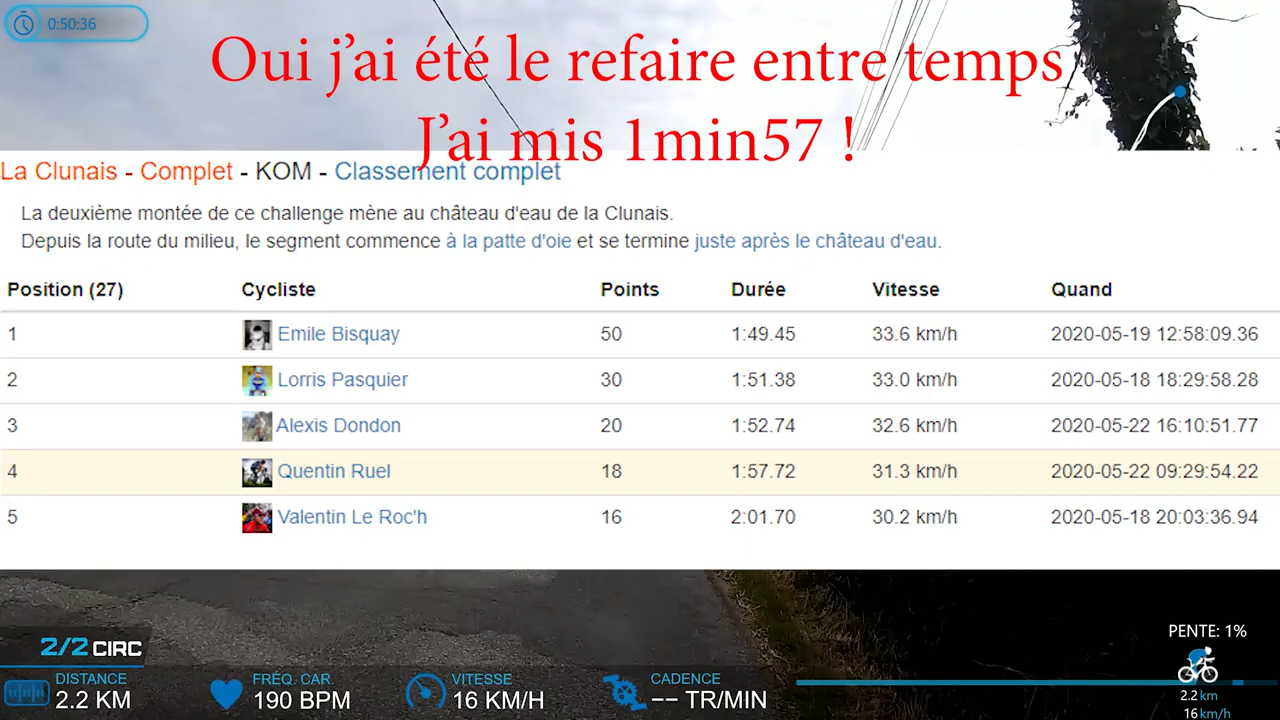 0:50:36
Oui j'ai été le refaire entre temps
J'ai mis 1min57 !
La Clunais - Complet - KOM - Classement complet
La deuxième montée de ce challenge mène au château d'eau de la Clunais.
Depuis la route du milieu, le segment commence à la patte d'oie et se termine juste après le château d'eau.
Position (27) Cycliste Points Durée Vitesse Quand
1 Emile Bisquay 50 1:49.45 33.6 km/h 2020-05-19 12:58:09.36
2 Lorris Pasquier 30 1:51.38 33.0 km/h 2020-05-18 18:29:58.28
3 Alexis Dondon 20 1:52.74 32.6 km/h 2020-05-22 16:10:51.77
4 Quentin Ruel 18 1:57.72 31.3 km/h 2020-05-22 09:29:54.22
5 Valentin Le Roc'h 16 2:01.70 30.2 km/h 2020-05-18 20:03:36.94
PENTE: 1%
2/2 CIRC
DISTANCE
2.2 KM
FRÉQ. CAR.
190 BPM
VITESSE
16 KM/H
CADENCE
-- TR/MIN
2.2 km
16 km/h